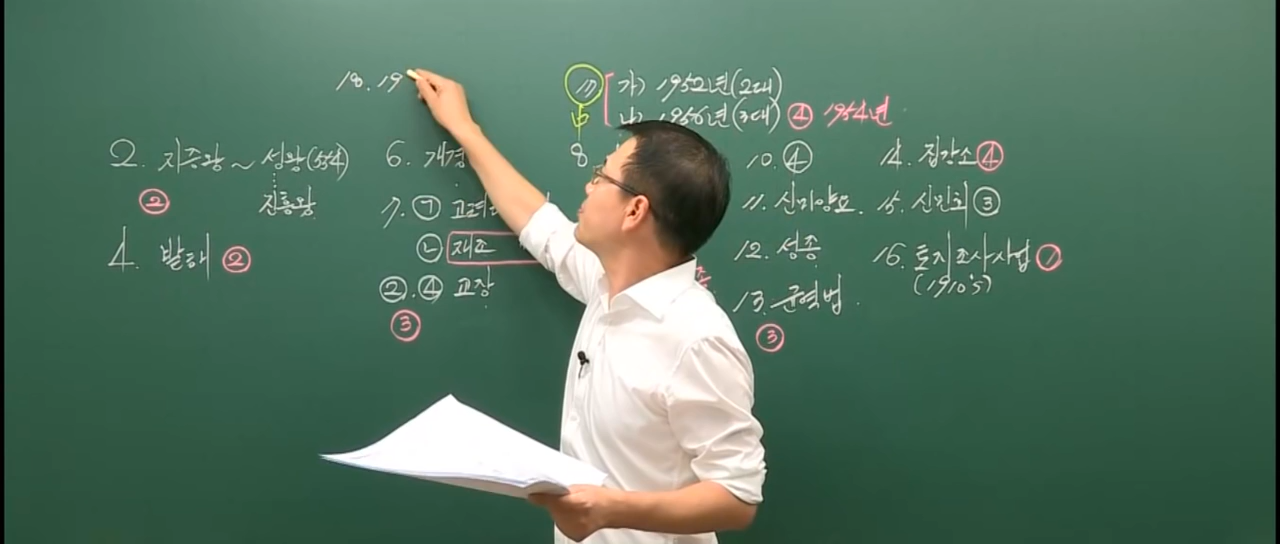 18. 19
17 가) 1952년(2대)
나) 1956년(3대) ④ 1954년
2. 지증왕 ~ 성왕(554)
②
진흥왕
4. 발해 ②
6. 개경
7. ㉠ 고려
㉡ 재조
②. ④ 교장
③
8
10. ④
11. 신미양요.
12. 성종
13. 균역법.
③
14. 집강소 ④
15. 신민회 ③
16. 토지조사사업 ①
(1910's)